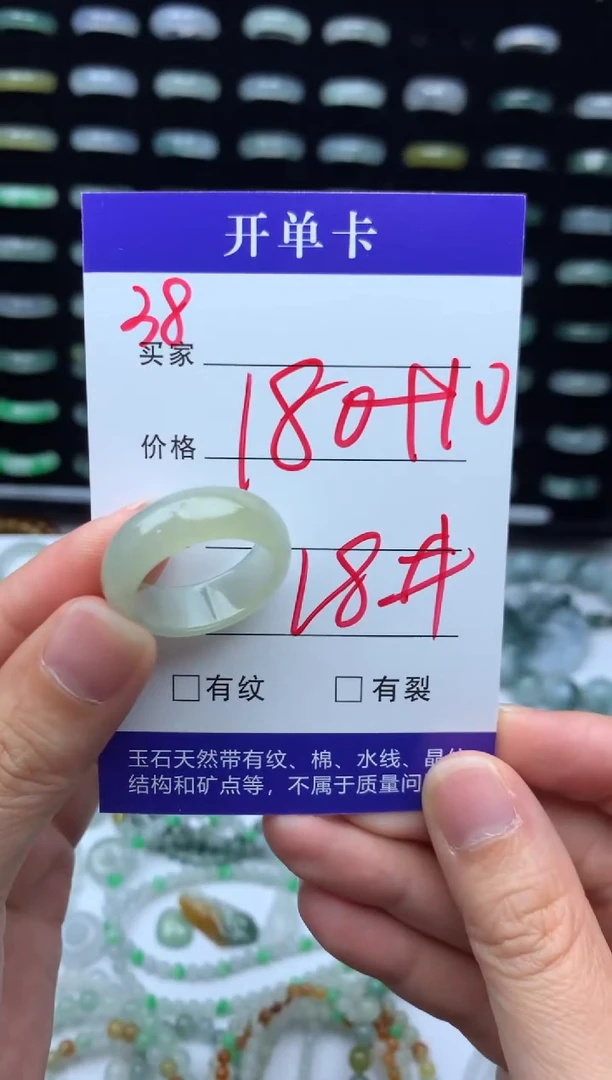 开单卡
38
买家
180+10
价格
18#
有纹 有裂
玉石天然带有纹、棉、水线、晶体
结构和矿点等，不属于质量问